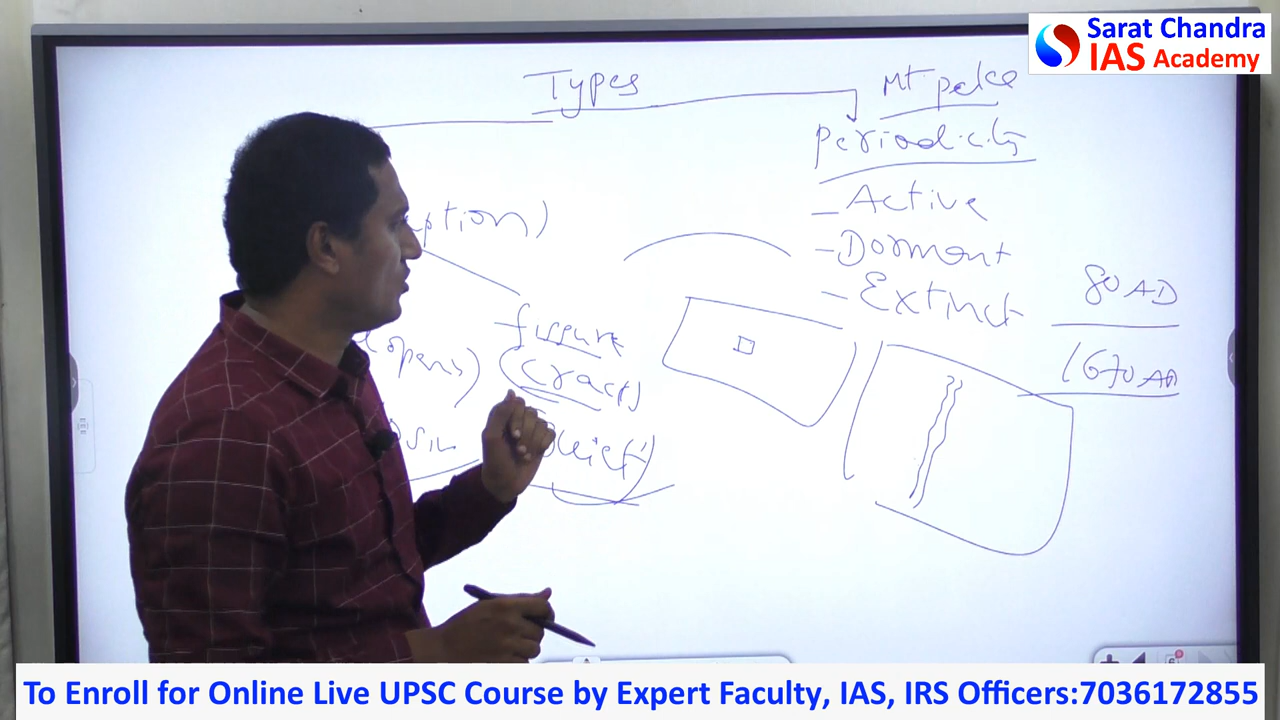 Sarat Chandra
IAS Academy
Types
Mt pelee
Periodicity
- Active
- Dormant
- Extinct
80 AD
1670 AD
ption)
- fissure
(Crack)
opens)
Quiet)
To Enroll for Online Live UPSC Course by Expert Faculty, IAS, IRS Officers:7036172855